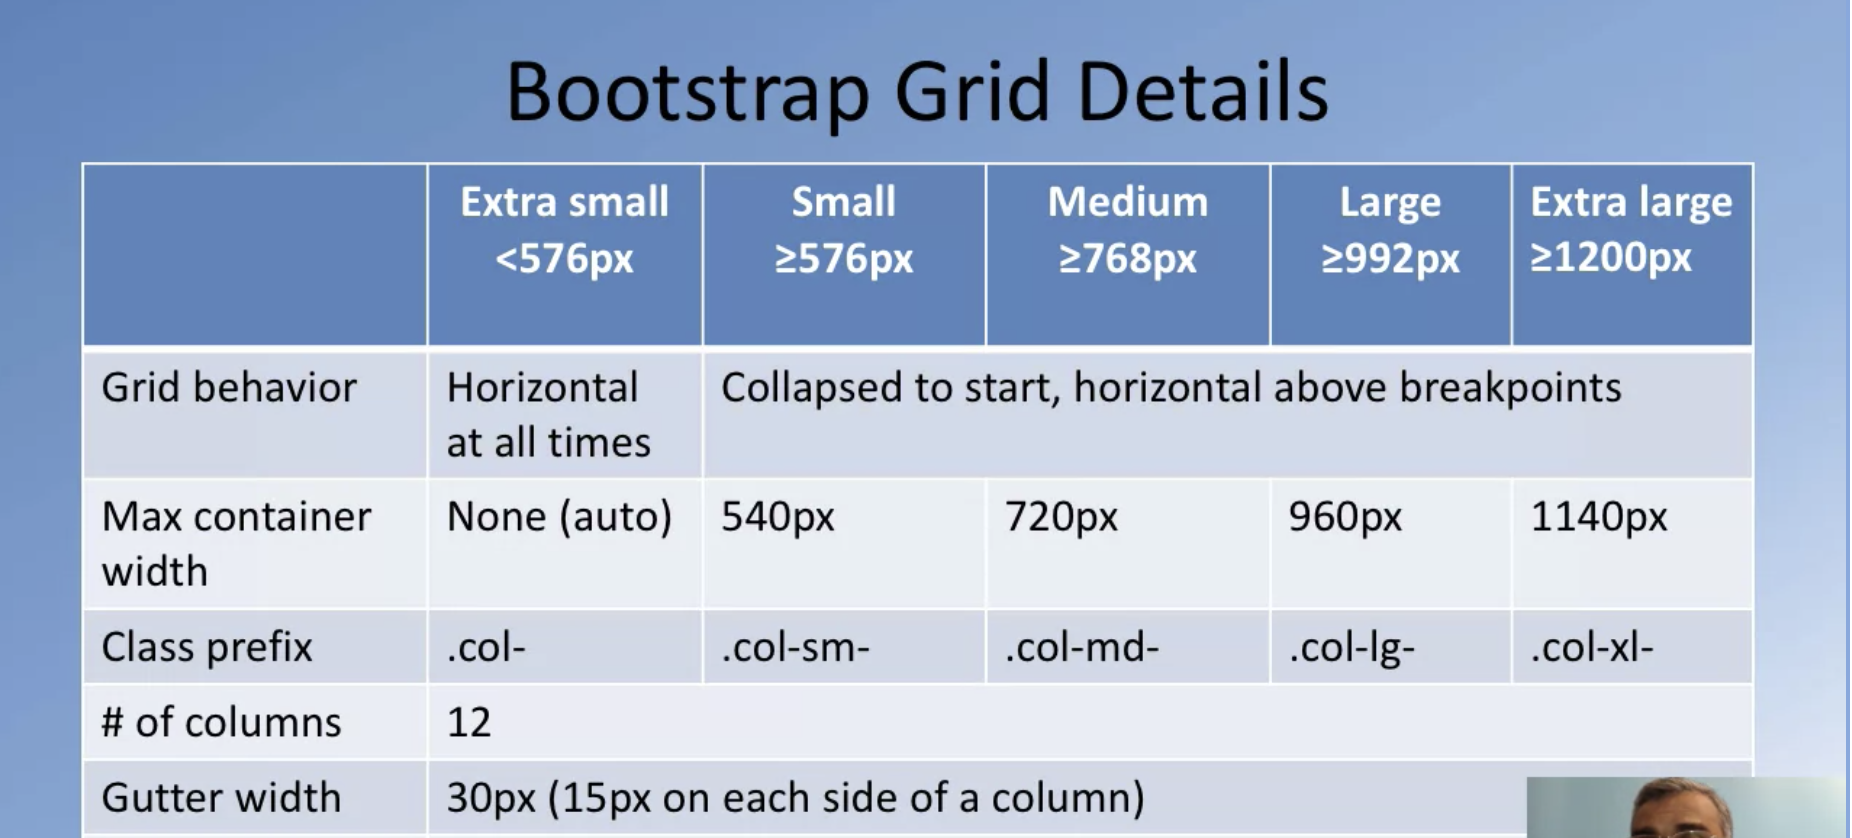 Bootstrap Grid Details
Extra small
<576px
Small
≥576px
Medium
≥768px
Large
≥992px
Extra large
≥1200px
Grid behavior
Horizontal
at all times
Collapsed to start, horizontal above breakpoints
Max container
width
None (auto)
540px
720px
960px
1140px
Class prefix
.col-
.col-sm-
.col-md-
.col-lg-
.col-xl-
# of columns
12
Gutter width
30px (15px on each side of a column)